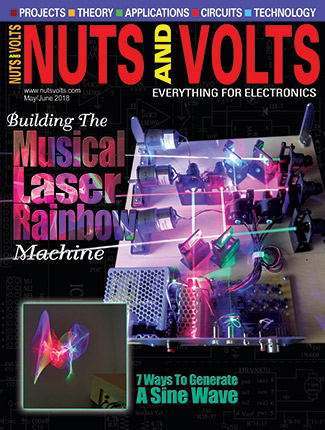 PROJECTS THEORY APPLICATIONS CIRCUITS TECHNOLOGY
NUTS AND VOLTS
NUTS AND VOLTS
www.nutsvolts.com
May/June 2018
EVERYTHING FOR ELECTRONICS
Building The
Musical
Laser
Rainbow
Machine
7 Ways To Generate
A Sine Wave